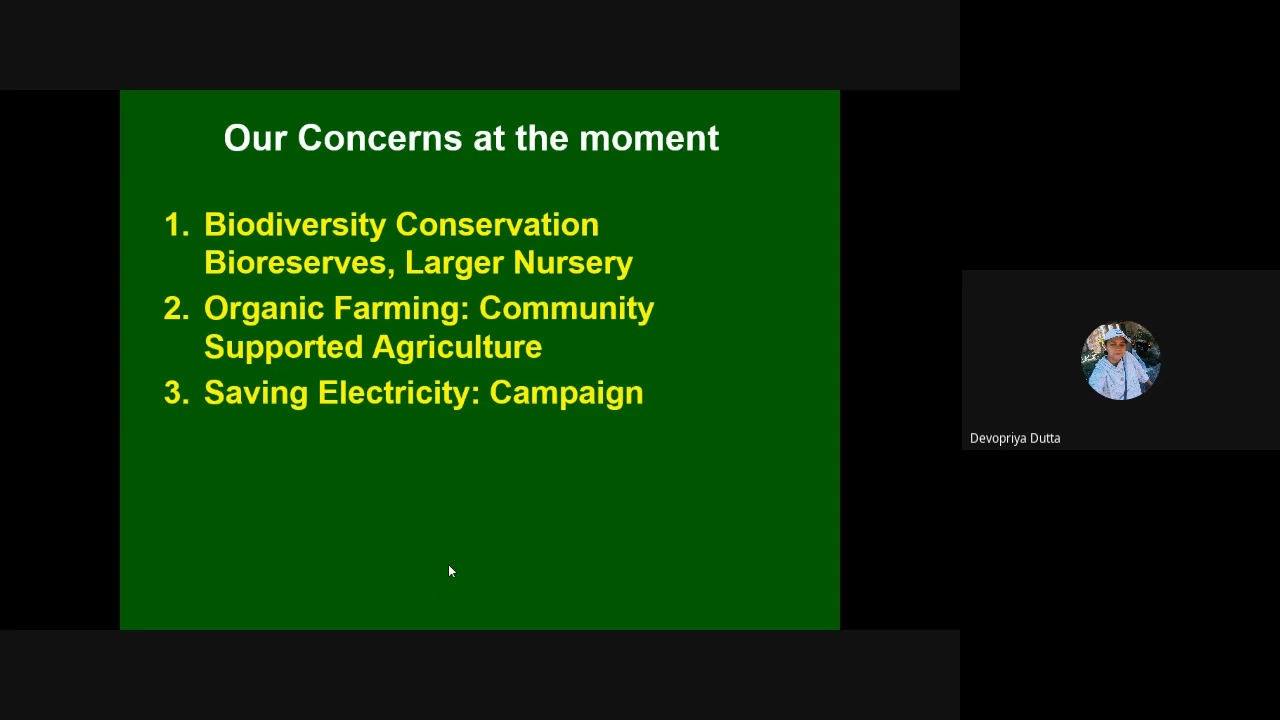 Our Concerns at the moment
1. Biodiversity Conservation
Bioreserves, Larger Nursery
2. Organic Farming: Community
Supported Agriculture
3. Saving Electricity: Campaign
Devopriya Dutta